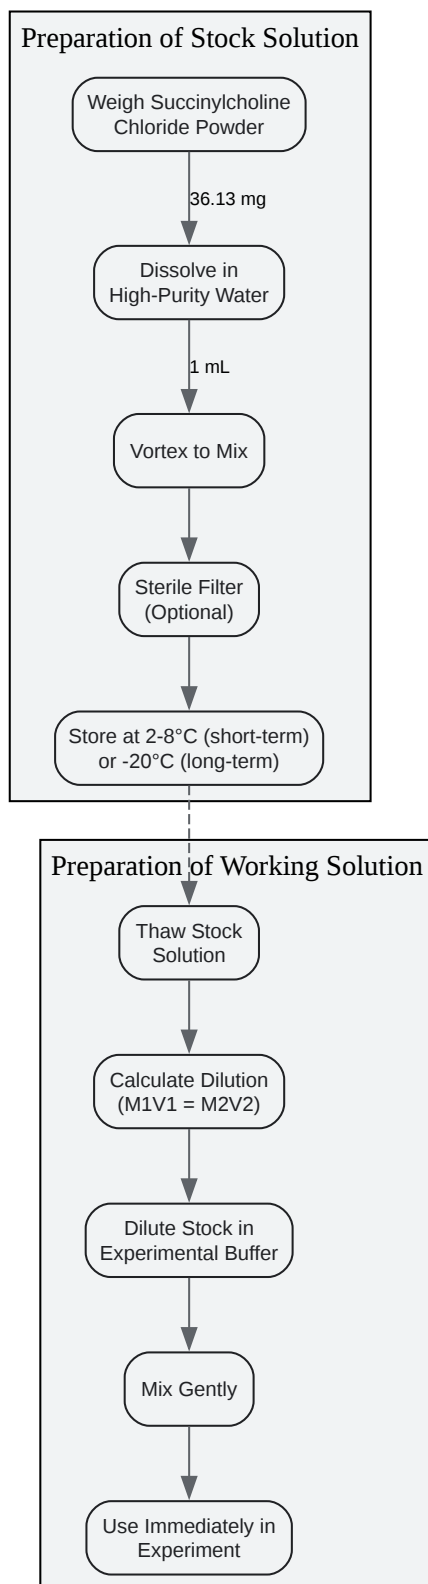 Preparation of Stock Solution
Weigh Succinylcholine
Chloride Powder
36.13 mg
Dissolve in
High-Purity Water
1 mL
Vortex to Mix
Sterile Filter
(Optional)
Store at 2-8°C (short-term)
or -20°C (long-term)
Preparation of Working Solution
Thaw Stock
Solution
Calculate Dilution
(M1V1 = M2V2)
Dilute Stock in
Experimental Buffer
Mix Gently
Use Immediately in
Experiment